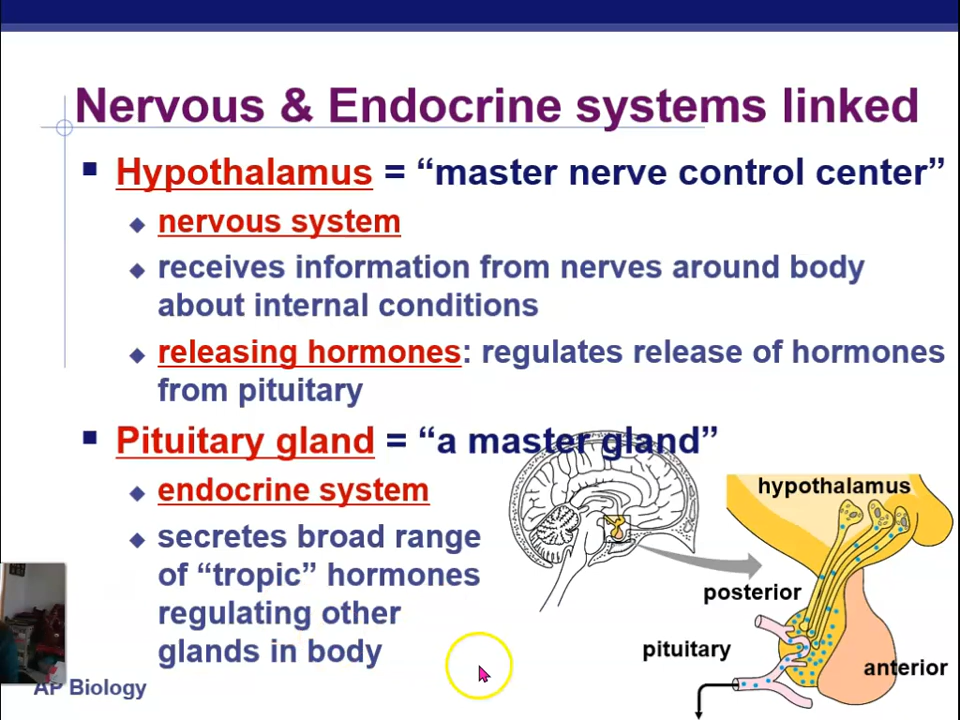 Nervous & Endocrine systems linked
Hypothalamus = “master nerve control center”
nervous system
receives information from nerves around body
about internal conditions
releasing hormones: regulates release of hormones
from pituitary
Pituitary gland = “a master gland”
endocrine system
secretes broad range
of “tropic” hormones
regulating other
glands in body
hypothalamus
posterior
pituitary
anterior
AP Biology